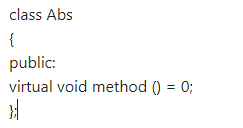 class Abs
{
public:
virtual void method () = 0;
};